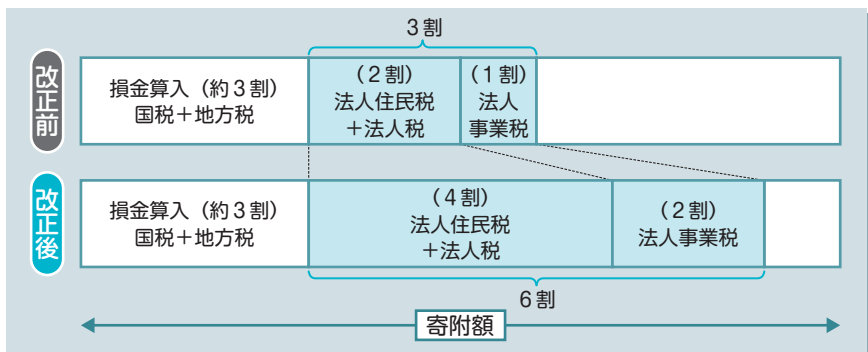 3割
改正前
損金算入（約3割）
国税＋地方税
（2割）
法人住民税
＋法人税
（1割）
法人
事業税
改正後
損金算入（約3割）
国税＋地方税
（4割）
法人住民税
＋法人税
（2割）
法人事業税
6割
寄附額